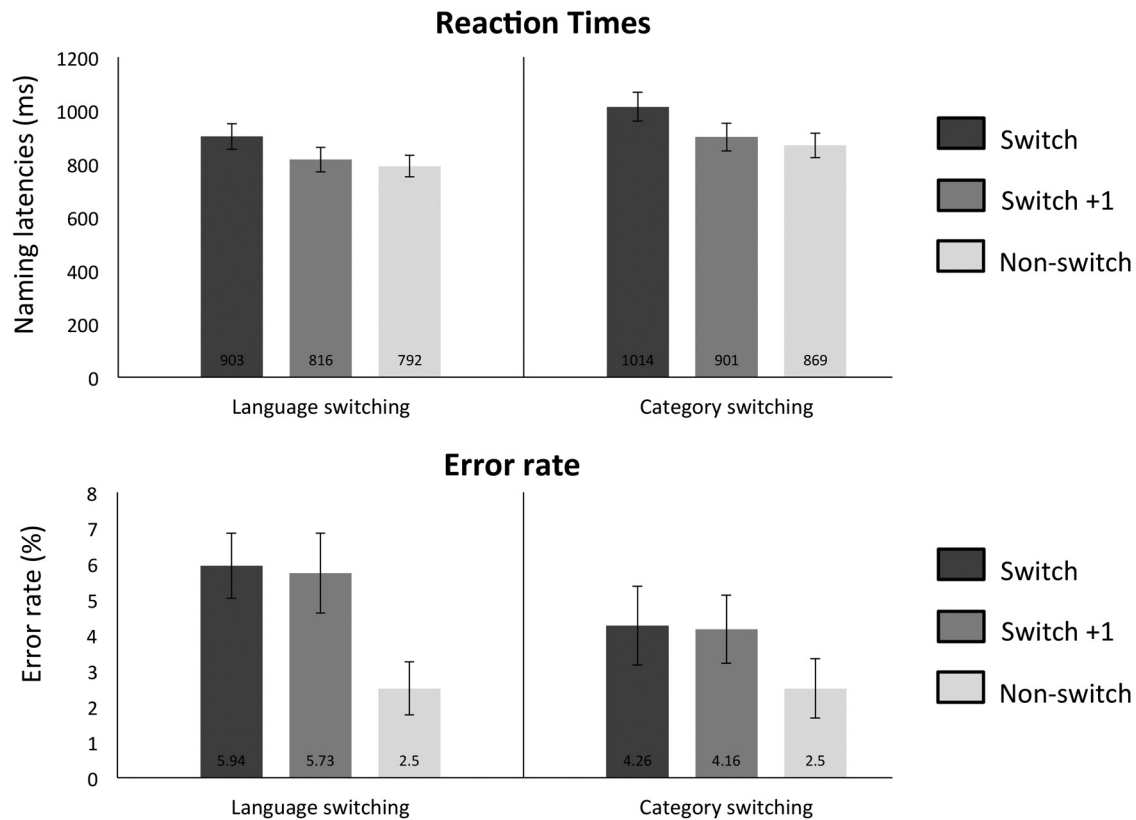 Reaction Times
Naming latencies (ms)
1200
1000
800
600
400
200
0
903
816
792
1014
901
869
Language switching
Category switching
Switch
Switch +1
Non-switch
Error rate
Error rate (%)
8
7
6
5
4
3
2
1
0
5.94
5.73
2.5
4.26
4.16
2.5
Language switching
Category switching
Switch
Switch +1
Non-switch